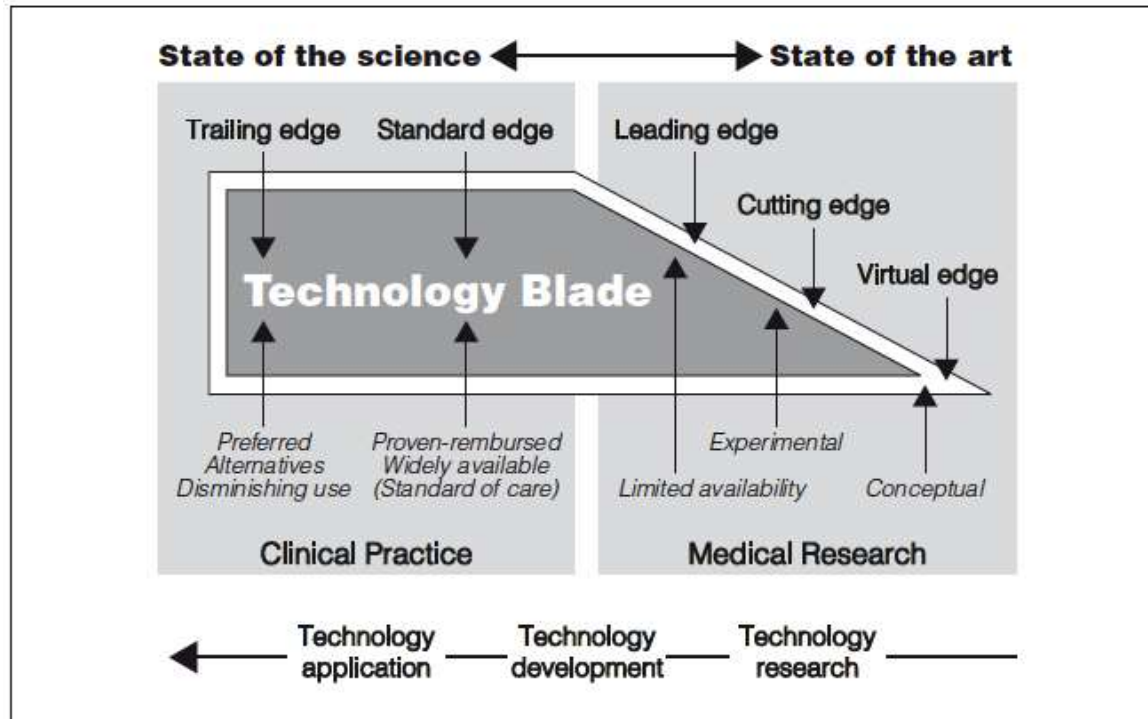 State of the science
State of the art
Trailing edge
Standard edge
Leading edge
Cutting edge
Virtual edge
Technology Blade
Preferred
Alternatives
Disminishing use
Proven-rembursed
Widely available
(Standard of care)
Limited availability
Experimental
Conceptual
Clinical Practice
Medical Research
Technology
application
Technology
development
Technology
research